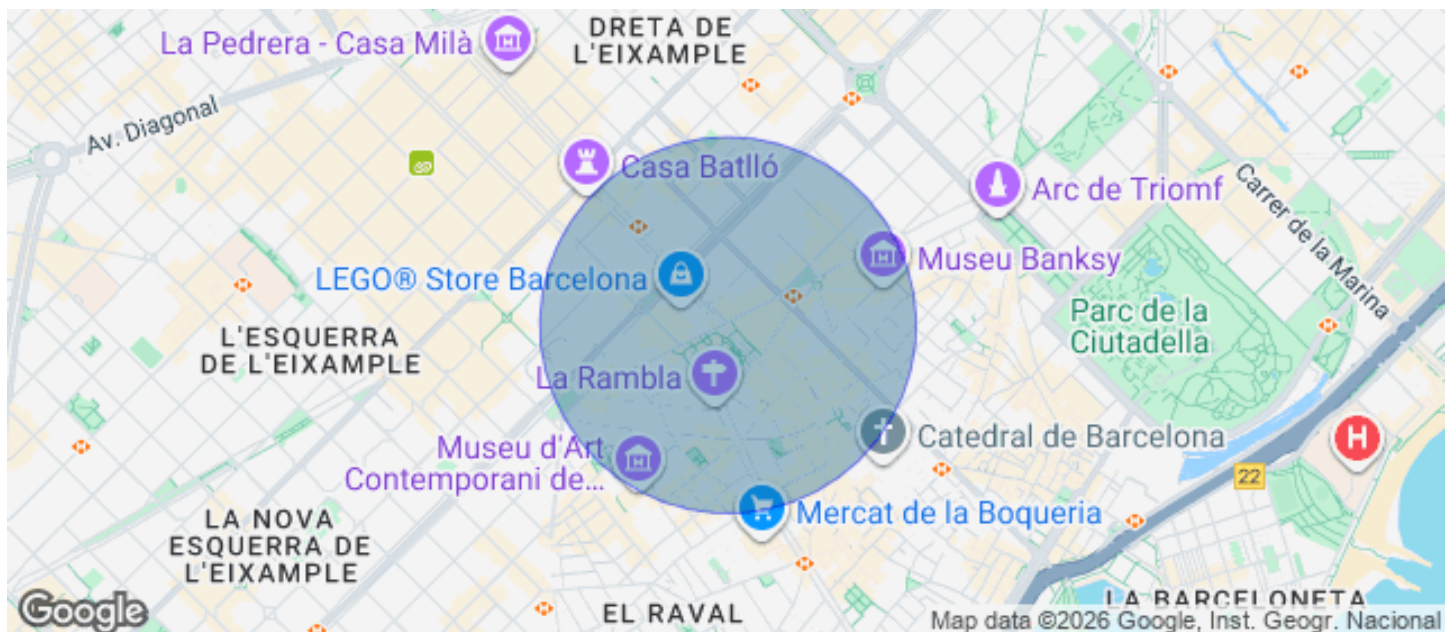 La Pedrera - Casa Milà
DRETA DE
L'EIXAMPLE
Av. Diagonal
Casa Batlló
Arc de Triomf
Carrer de la Marina
LEGO® Store Barcelona
Museu Banksy
L'ESQUERRA
DE L'EIXAMPLE
Parc de la
Ciutadella
La Rambla
Museu d'Art
Contemporani de...
Catedral de Barcelona
H
22
Mercat de la Boqueria
LA NOVA
ESQUERRA DE
L'EIXAMPLE
EL RAVAL
LA BARCELONETA
Google
Map data ©2026 Google, Inst. Geogr. Nacional